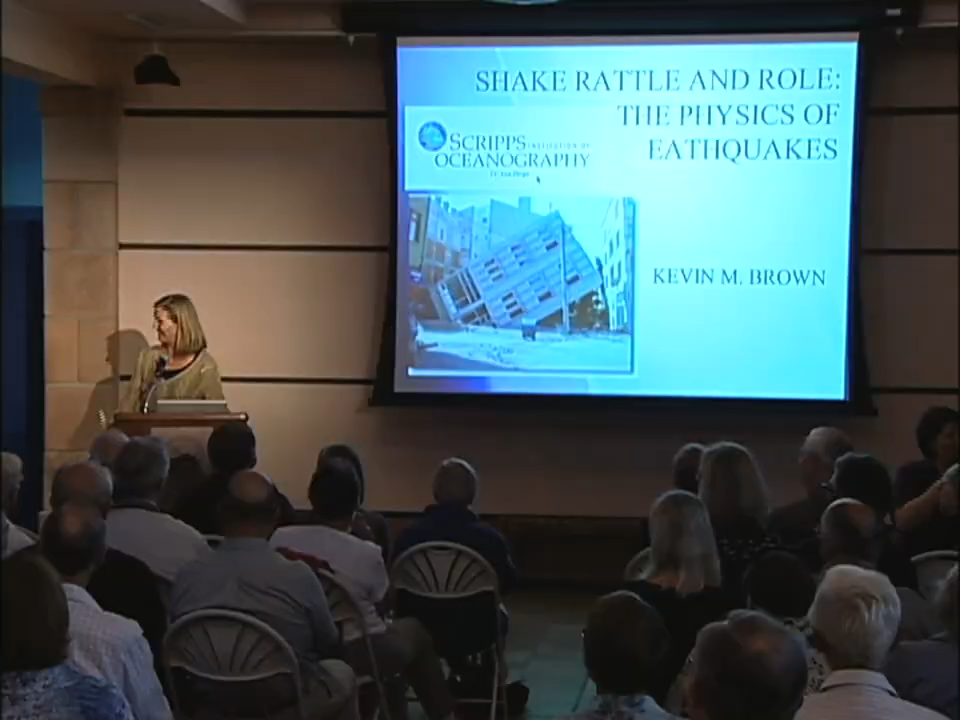 SHAKE RATTLE AND ROLE:
THE PHYSICS OF
EATHQUAKES
SCRIPPS INSTITUTION OF
OCEANOGRAPHY
KEVIN M. BROWN